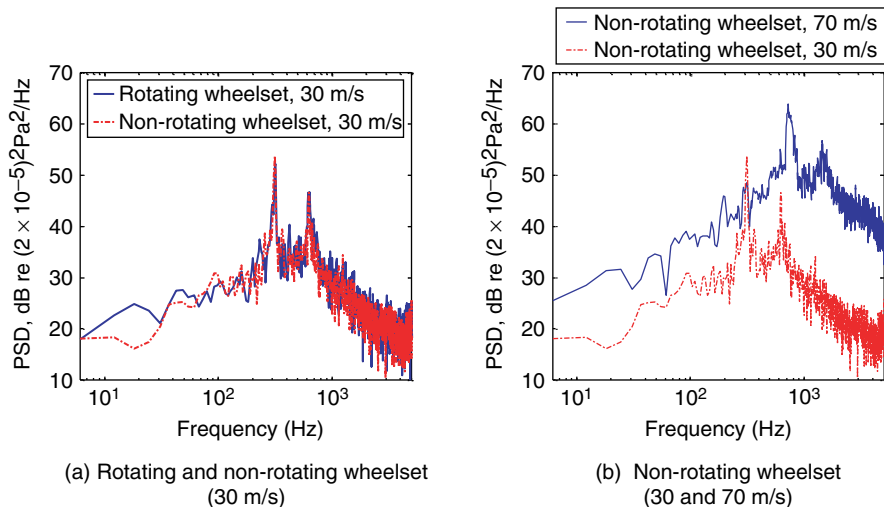 Rotating wheelset, 30 m/s
Non-rotating wheelset, 30 m/s
PSD, dB re (2 × 10⁻⁵)²Pa²/Hz
70
60
50
40
30
20
10
10¹
10²
10³
Frequency (Hz)
(a) Rotating and non-rotating wheelset
(30 m/s)
Non-rotating wheelset, 70 m/s
Non-rotating wheelset, 30 m/s
PSD, dB re (2 × 10⁻⁵)²Pa²/Hz
70
60
50
40
30
20
10
10¹
10²
10³
Frequency (Hz)
(b) Non-rotating wheelset
(30 and 70 m/s)